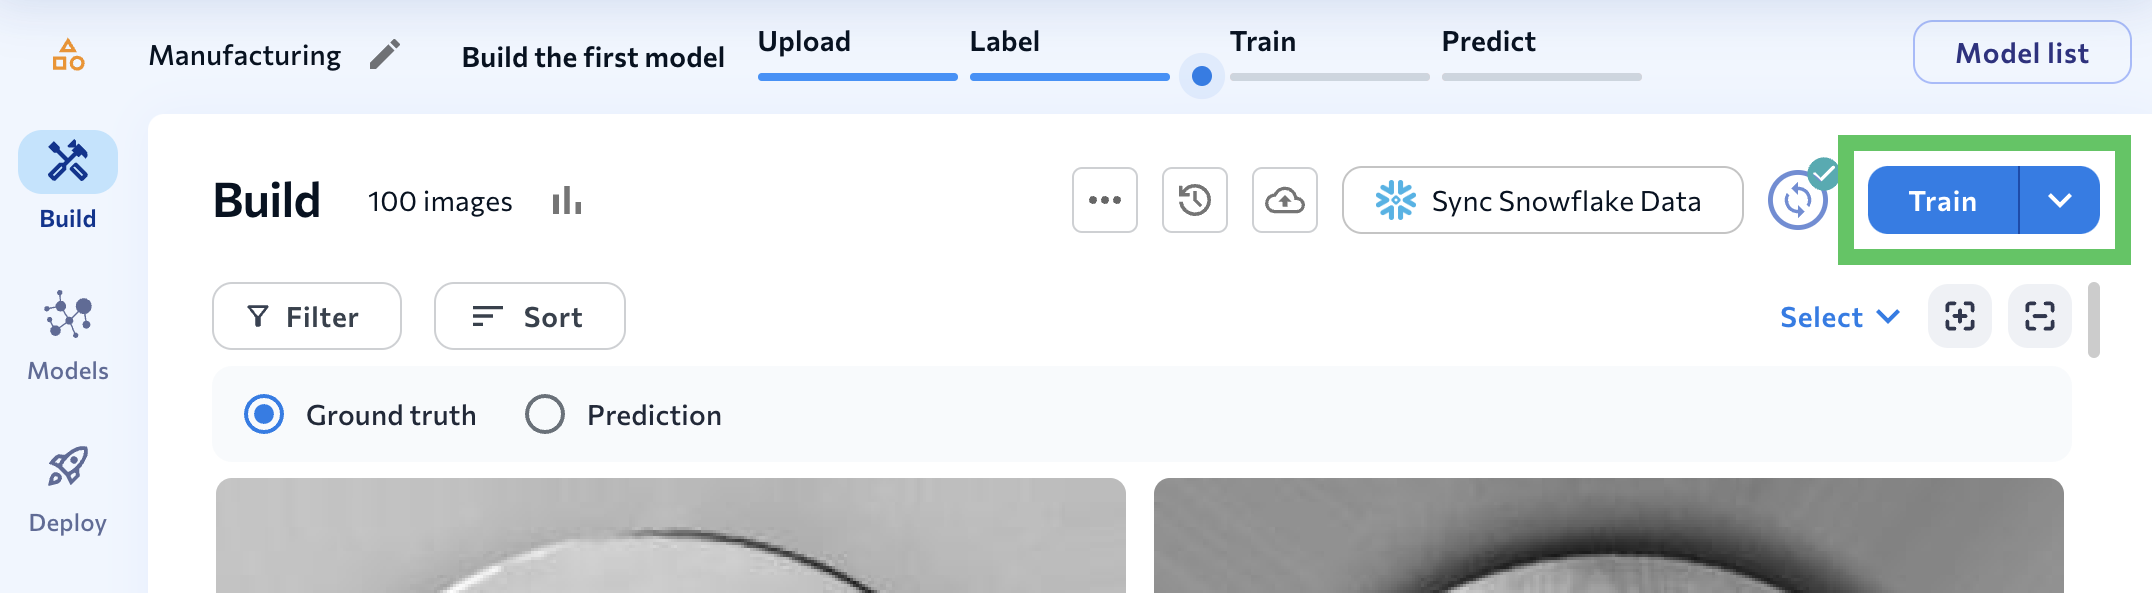 Manufacturing
Build the first model
Upload
Label
Train
Predict
Model list
Build
Models
Deploy
Build
100 images
Sync Snowflake Data
Train
Filter
Sort
Select
Ground truth
Prediction